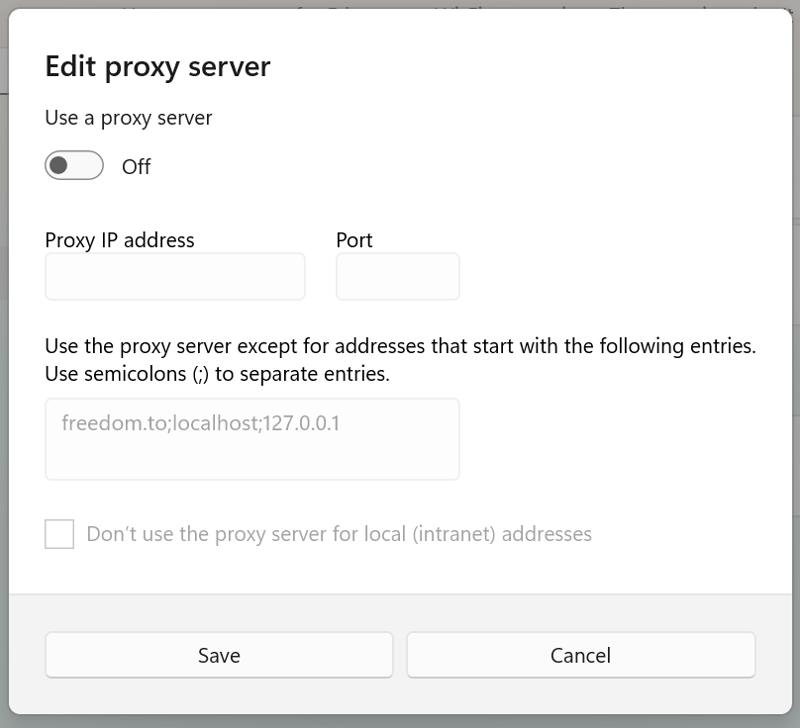 Edit proxy server
Use a proxy server
Off
Proxy IP address
Port
Use the proxy server except for addresses that start with the following entries.
Use semicolons (;) to separate entries.
freedom.to;localhost;127.0.0.1
Don't use the proxy server for local (intranet) addresses
Save
Cancel